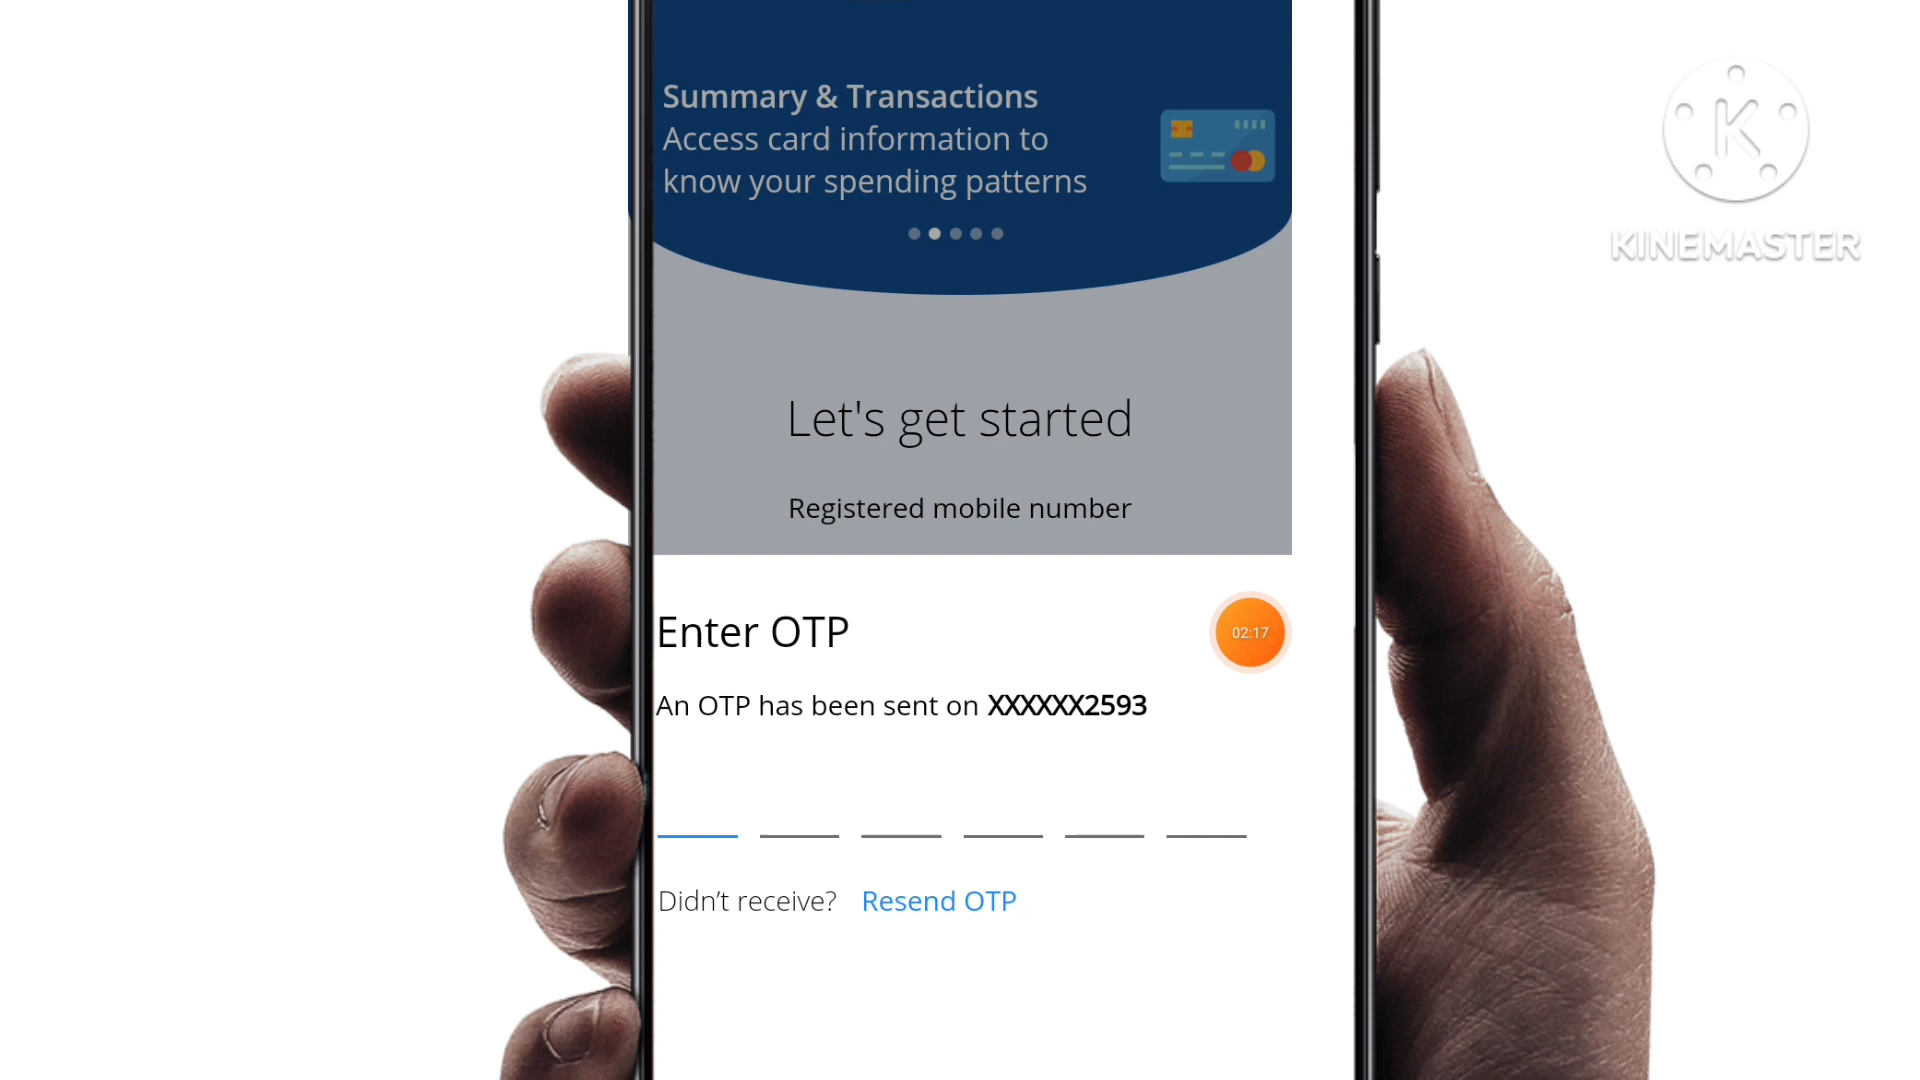 Summary & Transactions
Access card information to
know your spending patterns
K
KINEMASTER
Let's get started
Registered mobile number
Enter OTP
02:17
An OTP has been sent on XXXXXX2593
Didn't receive? Resend OTP